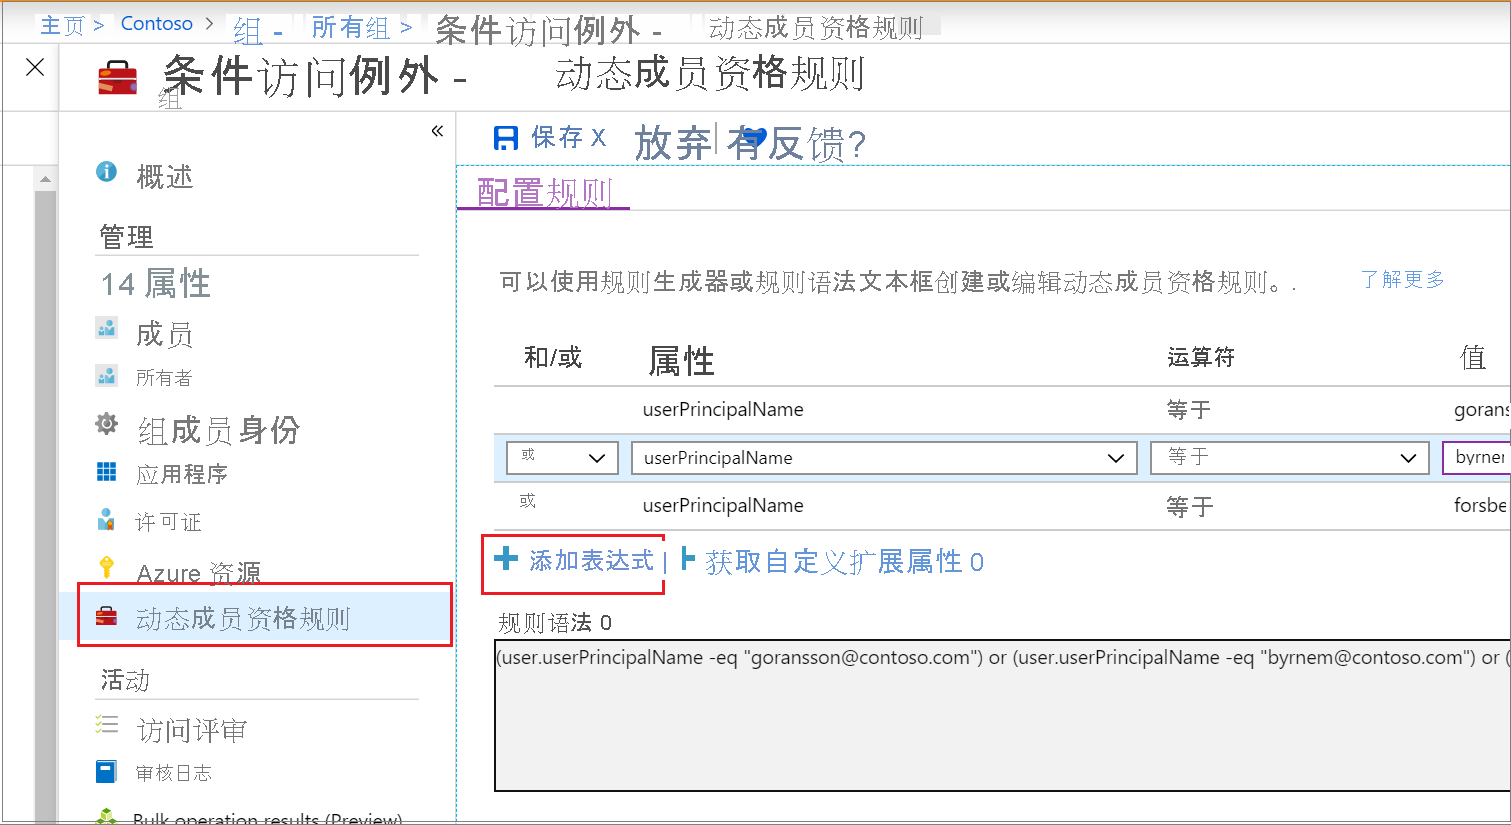 主页 > Contoso > 组 - 所有组 > 条件访问例外 - 动态成员资格规则
条件访问例外 - 动态成员资格规则
组
«
保存 X 放弃 | 有反馈?
概述
配置规则
管理
14 属性
可以使用规则生成器或规则语法文本框创建或编辑动态成员资格规则。. 了解更多
成员
和/或 属性 运算符 值
所有者
userPrincipalName 等于 gorans
组成员身份
或 userPrincipalName 等于 byrnem
应用程序
或 userPrincipalName 等于 forsbe
许可证
添加表达式 | 获取自定义扩展属性 0
Azure 资源
动态成员资格规则
规则语法 0
(user.userPrincipalName -eq "goransson@contoso.com") or (user.userPrincipalName -eq "byrnem@contoso.com") or (
活动
访问评审
审核日志
Bulk operation results (Preview)